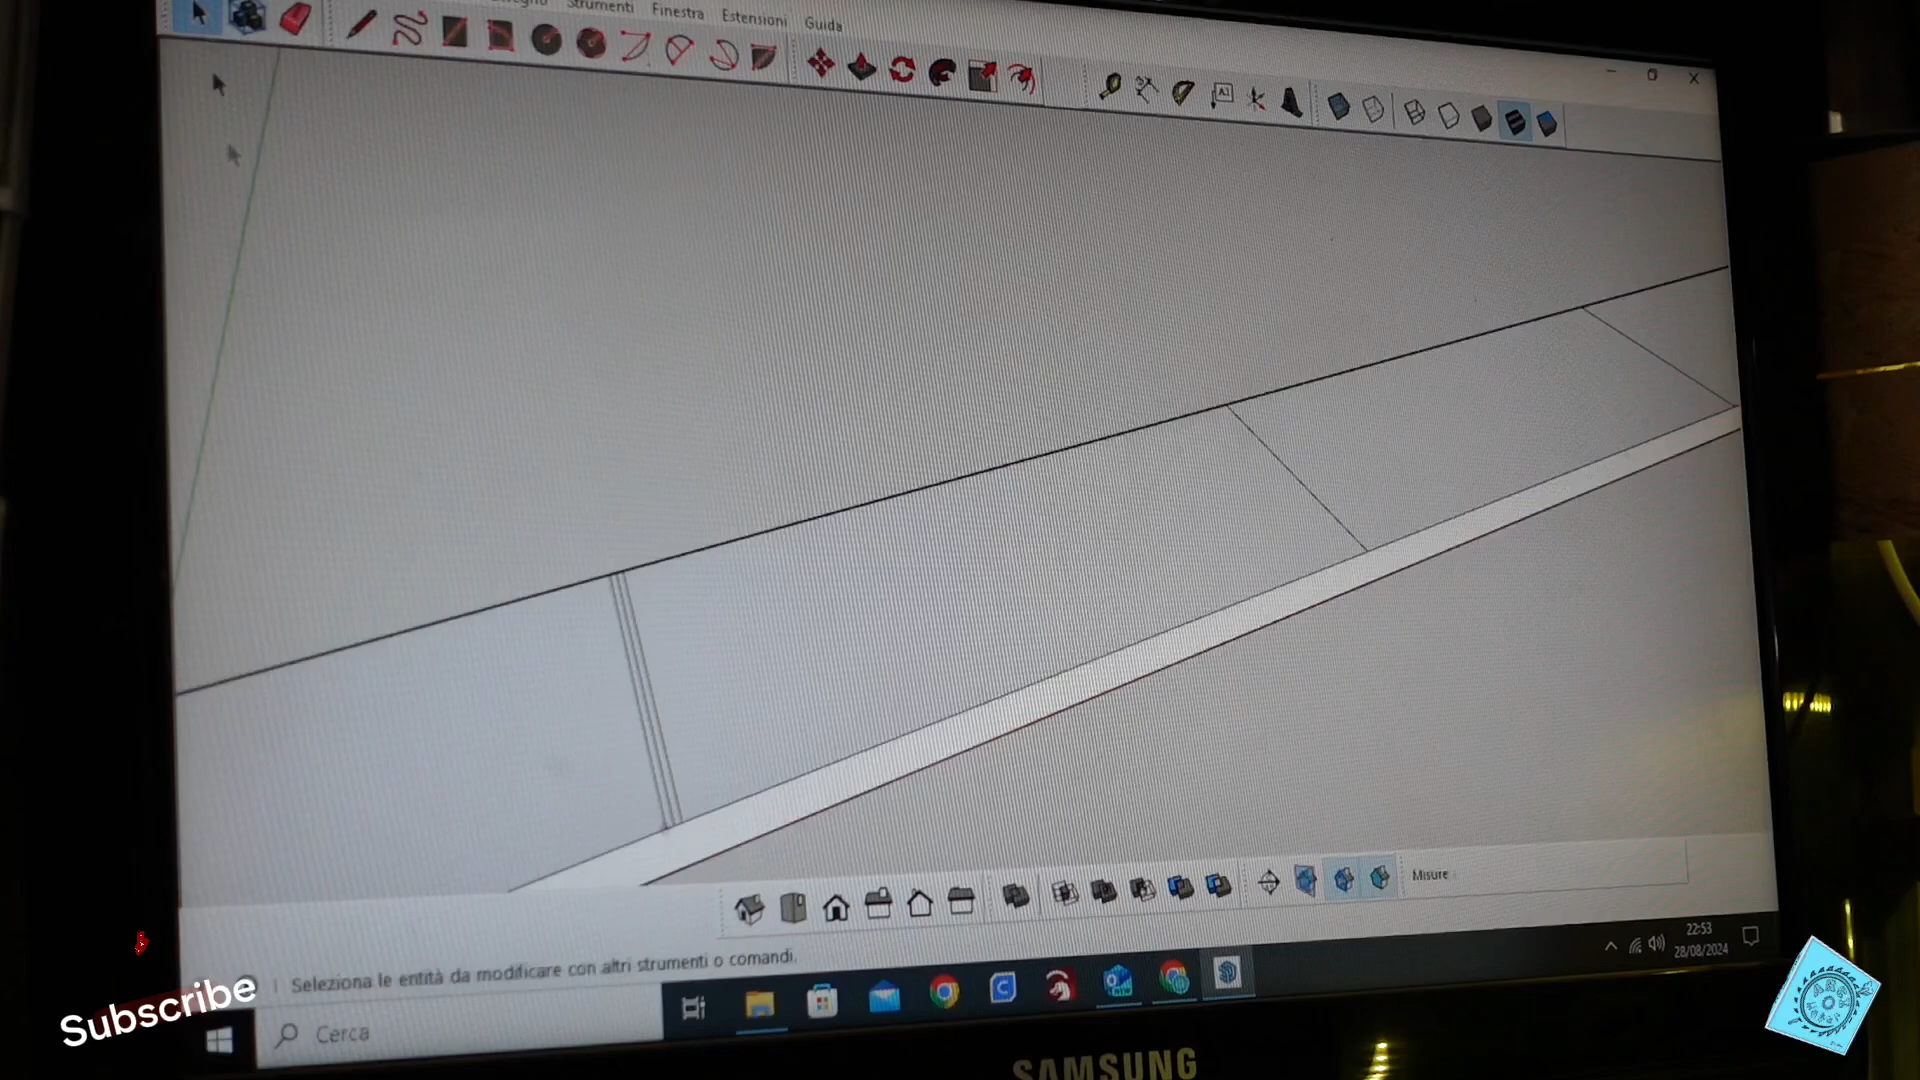 Strumenti Finestra Estensioni Guida
Misure
Seleziona le entità da modificare con altri strumenti o comandi.
22:53
28/08/2024
Subscribe
Cerca
SAMSUNG